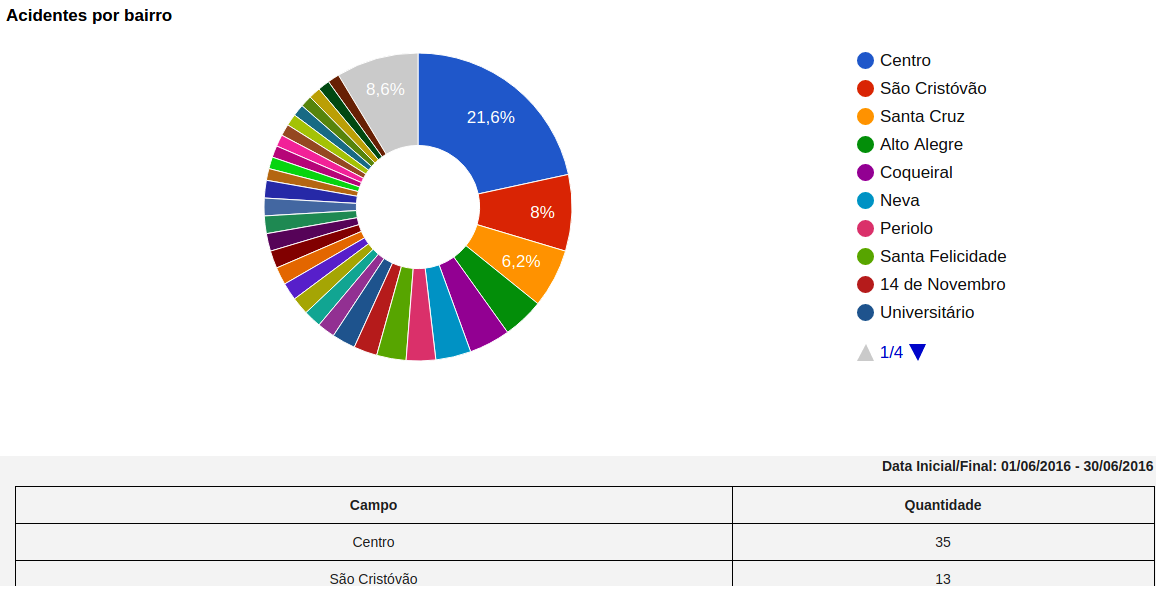 Acidentes por bairro
8,6%
21,6%
8%
6,2%
Centro
São Cristóvão
Santa Cruz
Alto Alegre
Coqueiral
Neva
Periolo
Santa Felicidade
14 de Novembro
Universitário
1/4
Data Inicial/Final: 01/06/2016 - 30/06/2016
Campo Quantidade
Centro 35
São Cristóvão 13